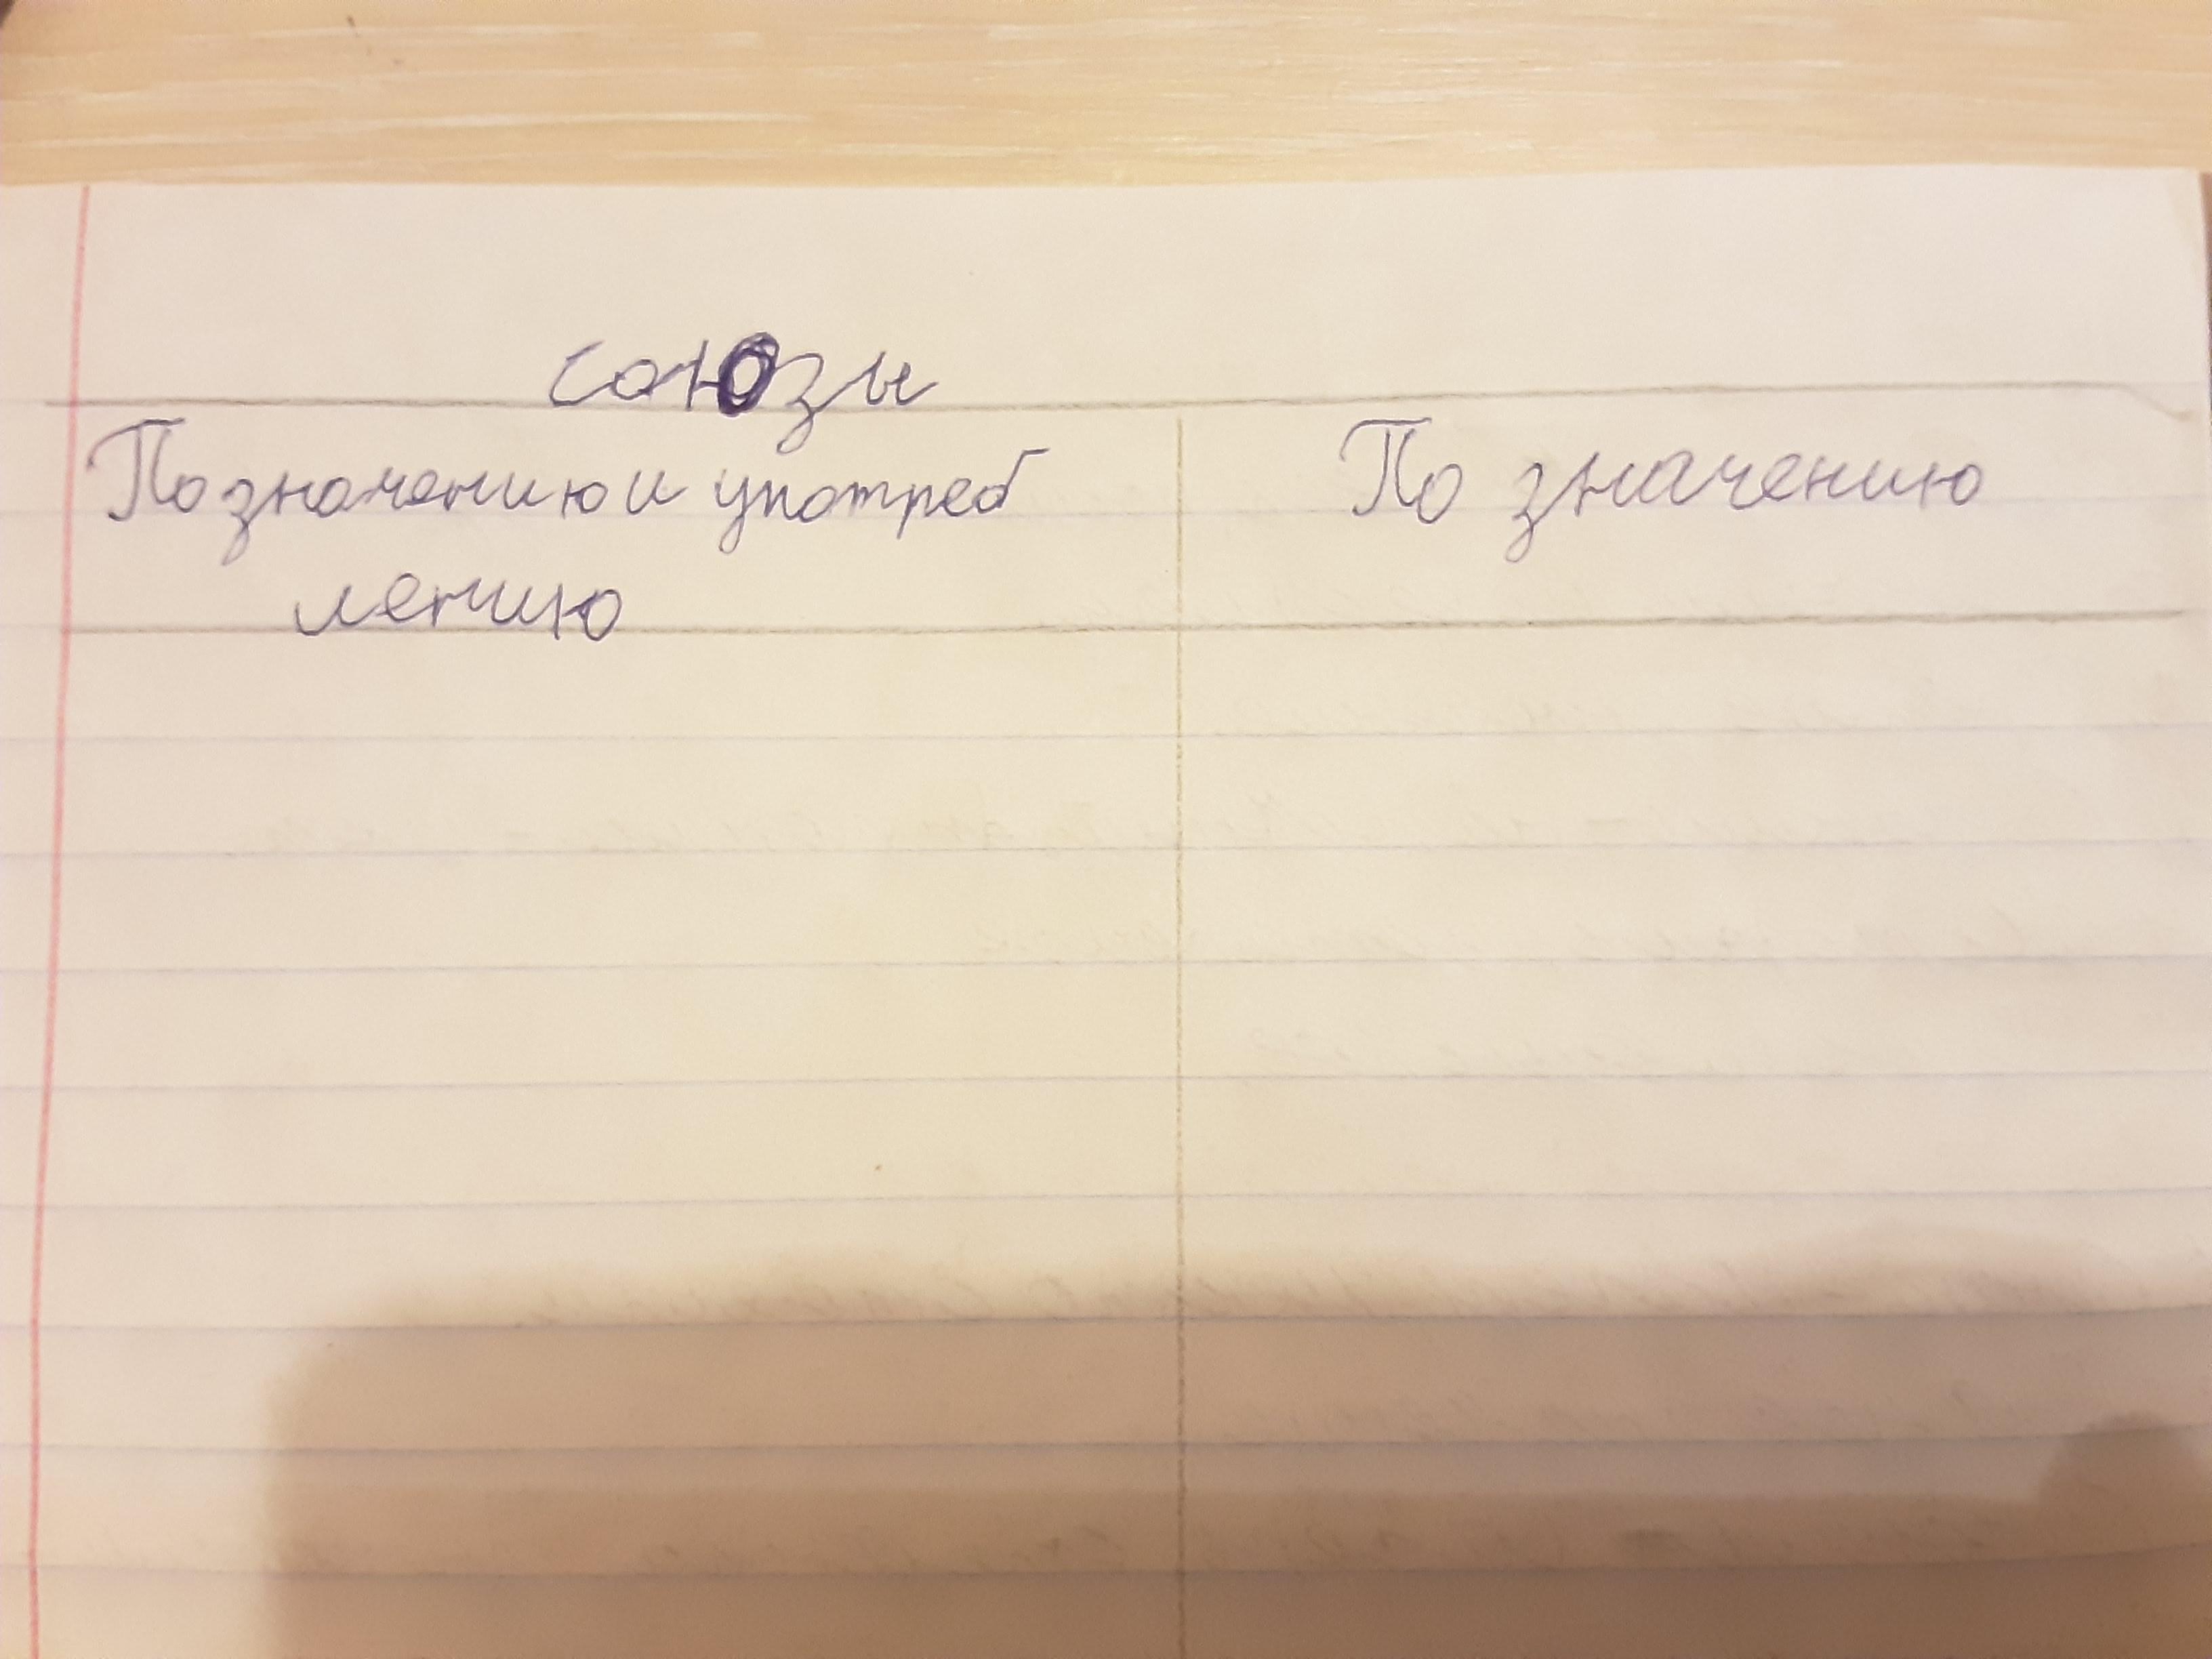 союзы
По значению и употреб
лению
По значению